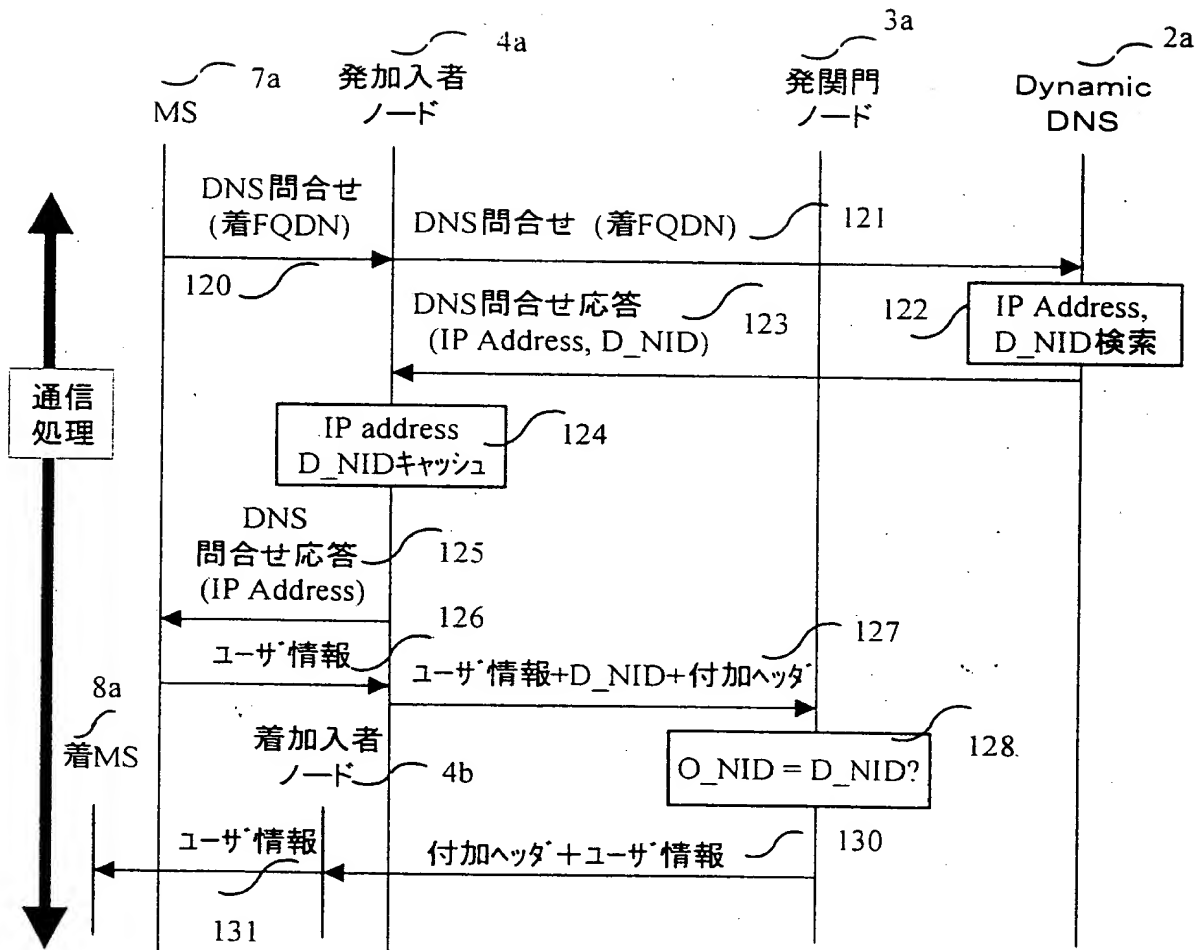 4a
3a
2a
7a
発加入者
ノード
発関門
ノード
Dynamic
DNS
MS
DNS問合せ
(着FQDN)
DNS問合せ (着FQDN)
121
120
DNS問合せ応答
(IP Address, D_NID)
123
122
IP Address,
D_NID検索
通信
処理
IP address
D_NIDキャッシュ
124
DNS
問合せ応答
(IP Address)
125
126
127
ユーザ情報
ユーザ情報+D_NID+付加ヘッダ
8a
着MS
着加入者
ノード
4b
128
O_NID = D_NID?
ユーザ情報
付加ヘッダ+ユーザ情報
130
131